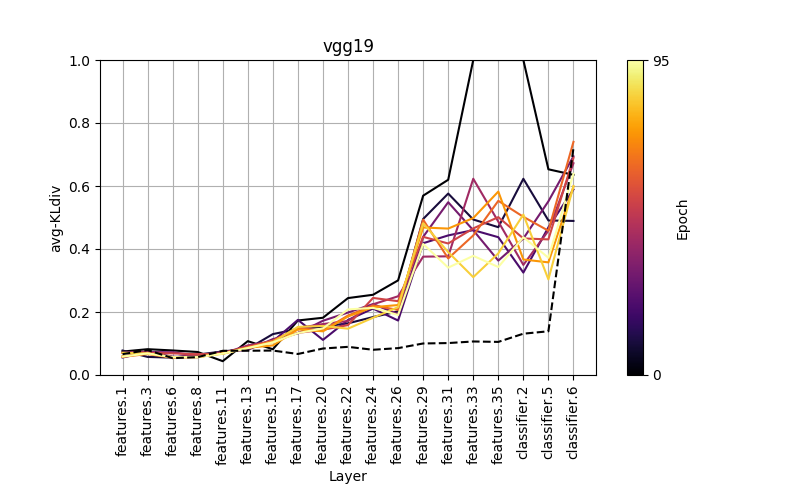 vgg19
1.0
0.8
0.6
0.4
0.2
0.0
avg-KLdiv
features.1
features.3
features.6
features.8
features.11
features.13
features.15
features.17
features.20
features.22
features.24
features.26
features.29
features.31
features.33
features.35
classifier.2
classifier.5
classifier.6
Layer
95
0
Epoch